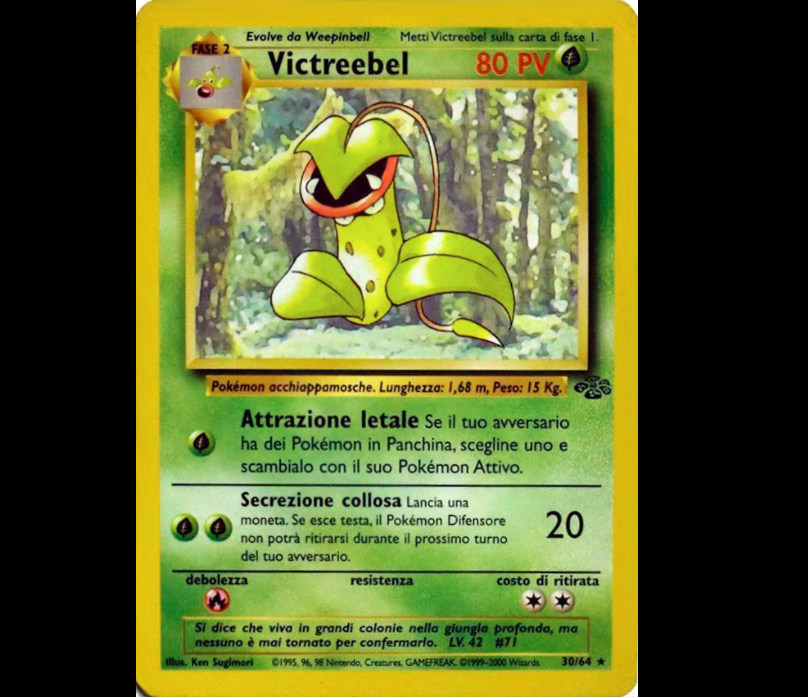 Evolve da Weepinbell Metti Victreebel sulla carta di fase 1.
FASE 2
Victreebel 80 PV
Pokémon acchiappamosche. Lunghezza: 1,68 m, Peso: 15 Kg.
Attrazione letale Se il tuo avversario
ha dei Pokémon in Panchina, scegline uno e
scambialo con il suo Pokémon Attivo.
Secrezione collosa Lancia una
moneta. Se esce testa, il Pokémon Difensore
non potrà ritirarsi durante il prossimo turno
del tuo avversario.
20
debolezza resistenza costo di ritirata
Si dice che viva in grandi colonie nella giungla profonda, ma
nessuno è mai tornato per confermarlo. LV. 42 #71
Illus. Ken Sugimori ©1995, 96, 98 Nintendo, Creatures, GAMEFREAK. ©1999-2000 Wizards. 30/64 ★